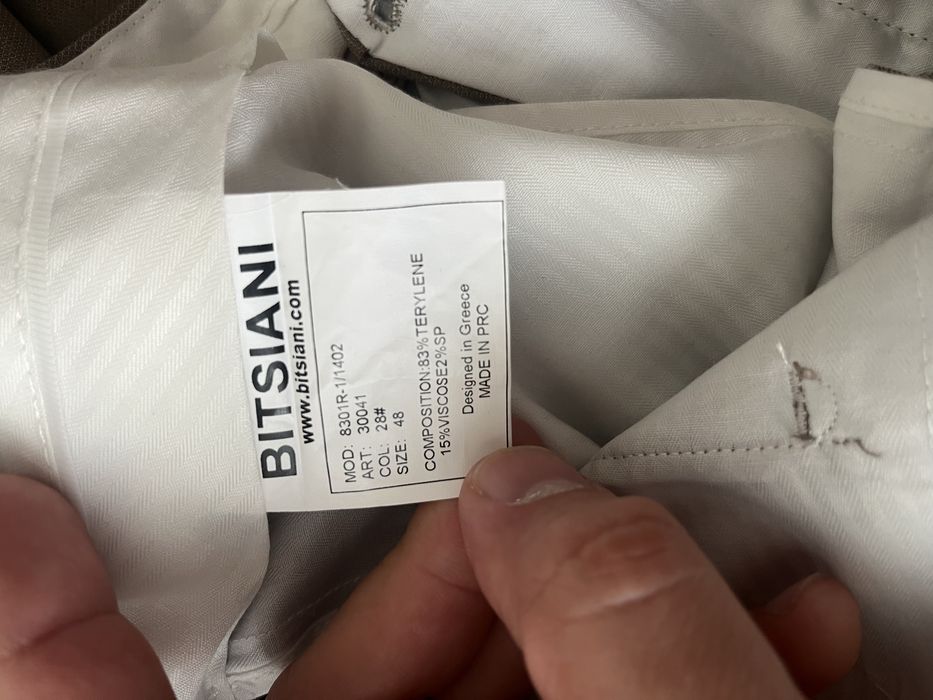 BITSIANI
www.bitsiani.com
MOD: 8301R-1/1402
ART: 30041
COL: 28#
SIZE: 48
COMPOSITION:83%TERYLENE
15%VISCOSE2%SP
Designed in Greece
MADE IN PRC